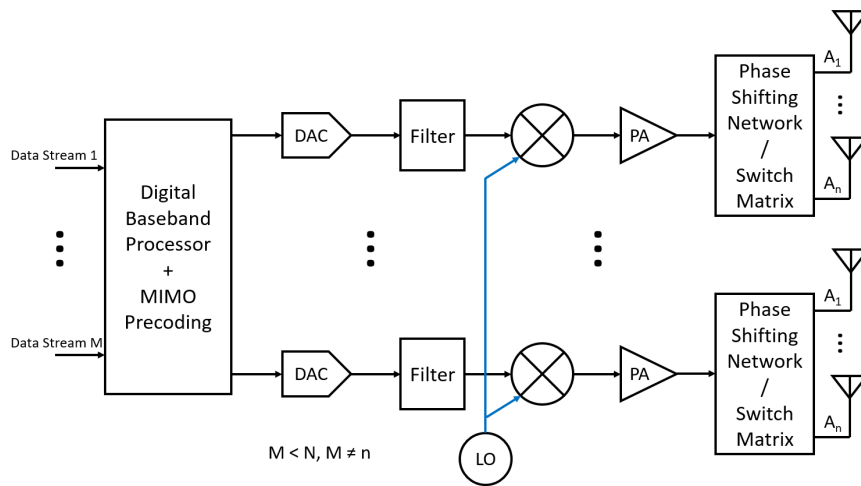 Data Stream 1
Data Stream M
Digital
Baseband
Processor
+
MIMO
Precoding
DAC
Filter
PA
Phase
Shifting
Network
/
Switch
Matrix
A1
An
DAC
Filter
PA
Phase
Shifting
Network
/
Switch
Matrix
A1
An
LO
M < N, M ≠ n